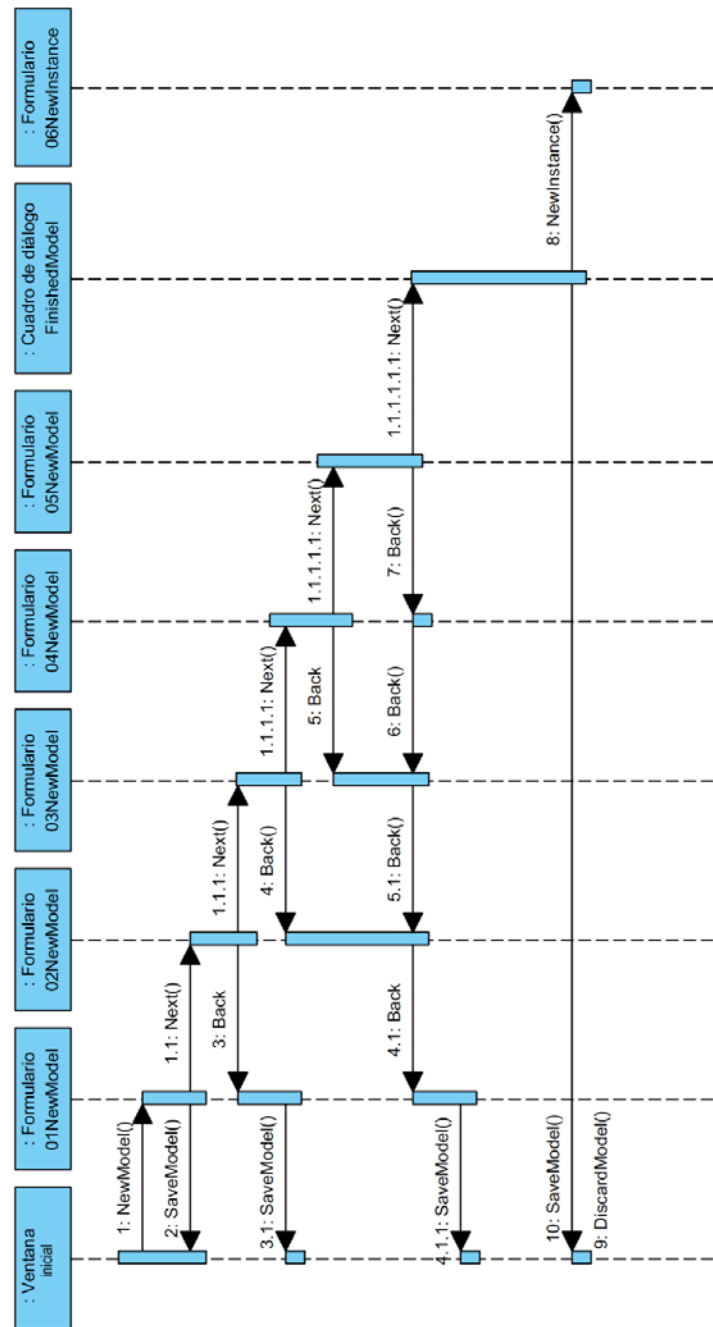 : Ventana
inicial
: Formulario
01NewModel
: Formulario
02NewModel
: Formulario
03NewModel
: Formulario
04NewModel
: Formulario
05NewModel
: Cuadro de diálogo
FinishedModel
: Formulario
06NewInstance
1: NewModel()
2: SaveModel()
1.1: Next()
3: Back
1.1.1: Next()
3.1: SaveModel()
4: Back()
1.1.1.1: Next()
5: Back
1.1.1.1.1: Next()
4.1.1: SaveModel()
4.1: Back
5.1: Back()
6: Back()
7: Back()
1.1.1.1.1.1: Next()
10: SaveModel()
9: DiscardModel()
8: NewInstance()